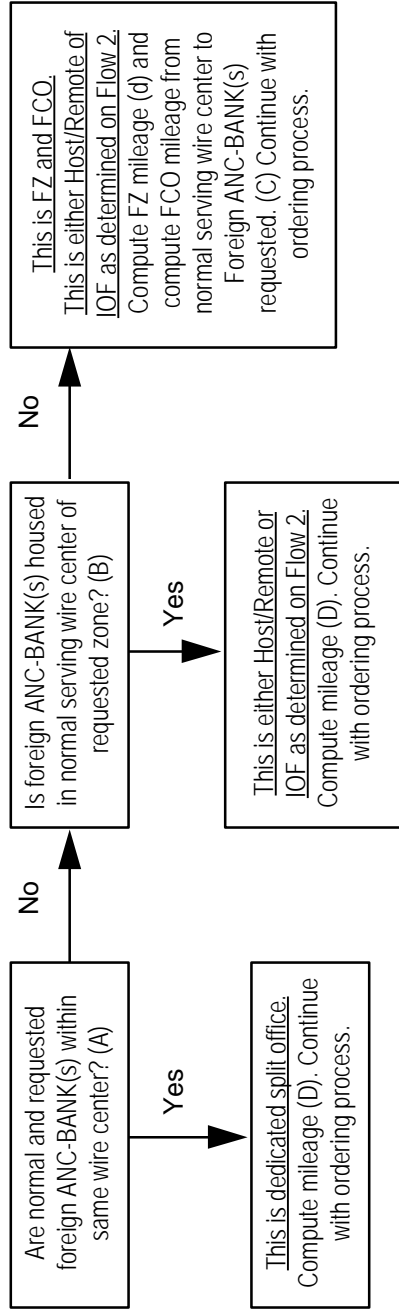 Are normal and requested
foreign ANC-BANK(s) within
same wire center? (A)
No
Yes
This is dedicated split office.
Compute mileage (D). Continue
with ordering process.
Is foreign ANC-BANK(s) housed
in normal serving wire center of
requested zone? (B)
No
Yes
This is either Host/Remote or
IOF as determined on Flow 2.
Compute mileage (D). Continue
with ordering process.
This is FZ and FCO.
This is either Host/Remote of
IOF as determined on Flow 2.
Compute FZ mileage (d) and
compute FCO mileage from
normal serving wire center to
Foreign ANC-BANK(s)
requested. (C) Continue with
ordering process.